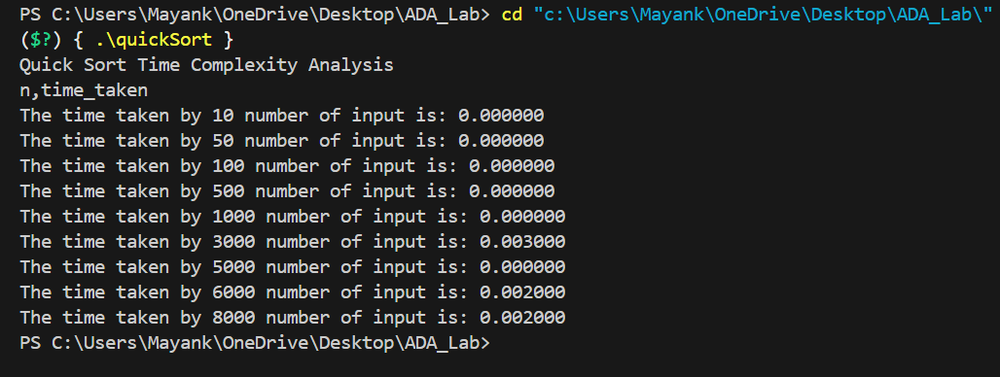 PS C:\Users\Mayank\OneDrive\Desktop\ADA_Lab> cd "c:\Users\Mayank\OneDrive\Desktop\ADA_Lab\"
($?) { .\quickSort }
Quick Sort Time Complexity Analysis
n,time_taken
The time taken by 10 number of input is: 0.000000
The time taken by 50 number of input is: 0.000000
The time taken by 100 number of input is: 0.000000
The time taken by 500 number of input is: 0.000000
The time taken by 1000 number of input is: 0.000000
The time taken by 3000 number of input is: 0.003000
The time taken by 5000 number of input is: 0.000000
The time taken by 6000 number of input is: 0.002000
The time taken by 8000 number of input is: 0.002000
PS C:\Users\Mayank\OneDrive\Desktop\ADA_Lab>